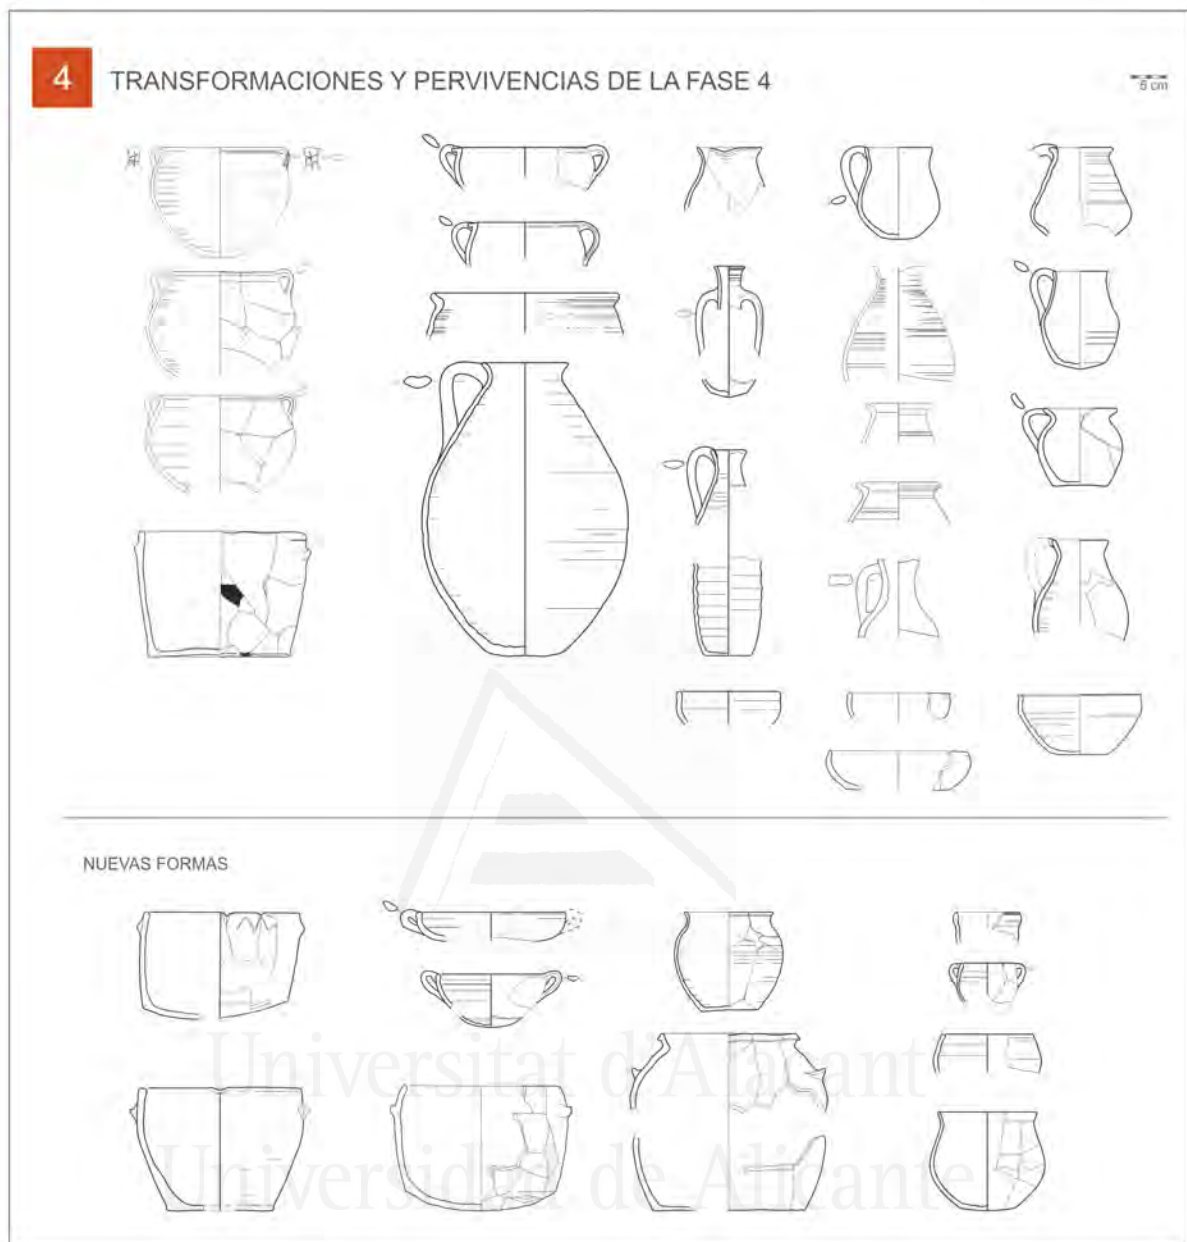 4
TRANSFORMACIONES Y PERVIVENCIAS DE LA FASE 4
5 cm
NUEVAS FORMAS
Universitat d'Alacant
Universidad de Alicante